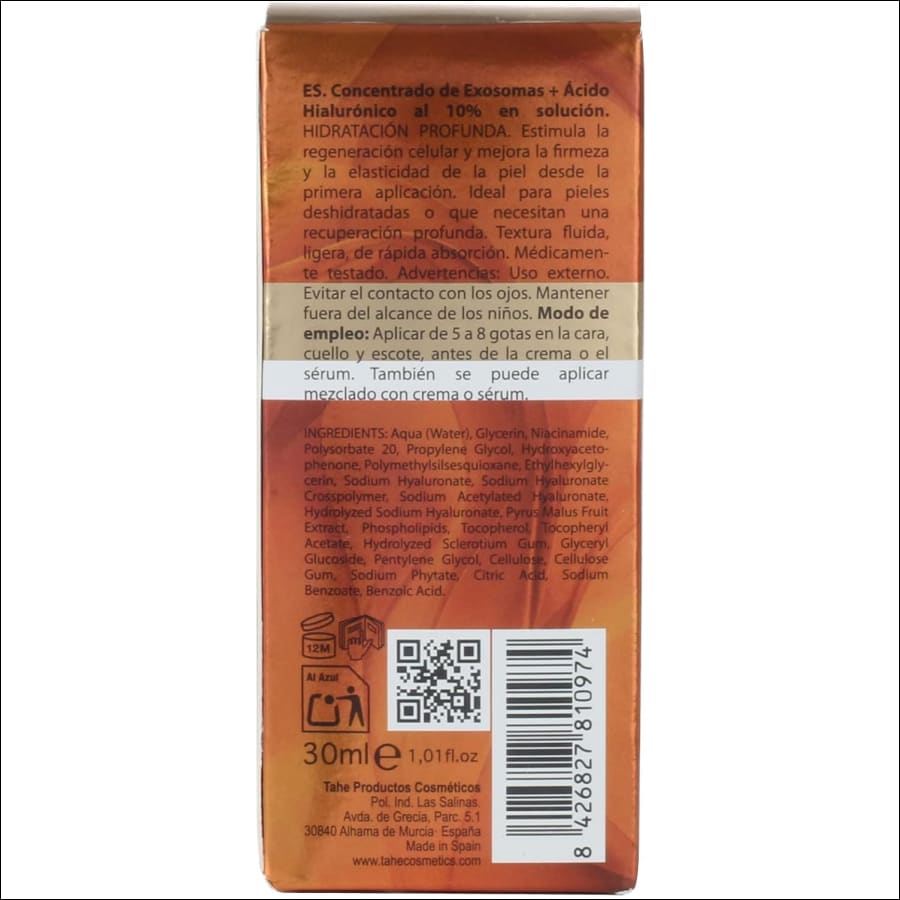 ES. Concentrado de Exosomas + Ácido
Hialurónico al 10% en solución.
HIDRATACIÓN PROFUNDA. Estimula la
regeneración celular y mejora la firmeza
y la elasticidad de la piel desde la
primera aplicación. Ideal para pieles
deshidratadas o que necesitan una
recuperación profunda. Textura fluida,
ligera, de rápida absorción. Médicamen-
te testado. Advertencias: Uso externo.
Evitar el contacto con los ojos. Mantener
fuera del alcance de los niños. Modo de
empleo: Aplicar de 5 a 8 gotas en la cara,
cuello y escote, antes de la crema o el
sérum. También se puede aplicar
mezclado con crema o sérum.
INGREDIENTS: Aqua (Water), Glycerin, Niacinamide,
Polysorbate 20, Propylene Glycol, Hydroxyaceto-
phenone, Polymethylsilsesquioxane, Ethylhexylgly-
cerin, Sodium Hyaluronate, Sodium Hyaluronate
Crosspolymer, Sodium Acetylated Hyaluronate,
Hydrolyzed Sodium Hyaluronate, Pyrus Malus Fruit
Extract, Phospholipids, Tocopherol, Tocopheryl
Acetate, Hydrolyzed Sclerotium Gum, Glyceryl
Glucoside, Pentylene Glycol, Cellulose, Cellulose
Gum, Sodium Phytate, Citric Acid, Sodium
Benzoate, Benzoic Acid.
12M
Al Azul
30ml e 1,01fl.oz
Tahe Productos Cosméticos
Pol. Ind. Las Salinas.
Avda. de Grecia, Parc. 5.1
30840 Alhama de Murcia· España
Made in Spain
www.tahecosmetics.com
8 426827 810974